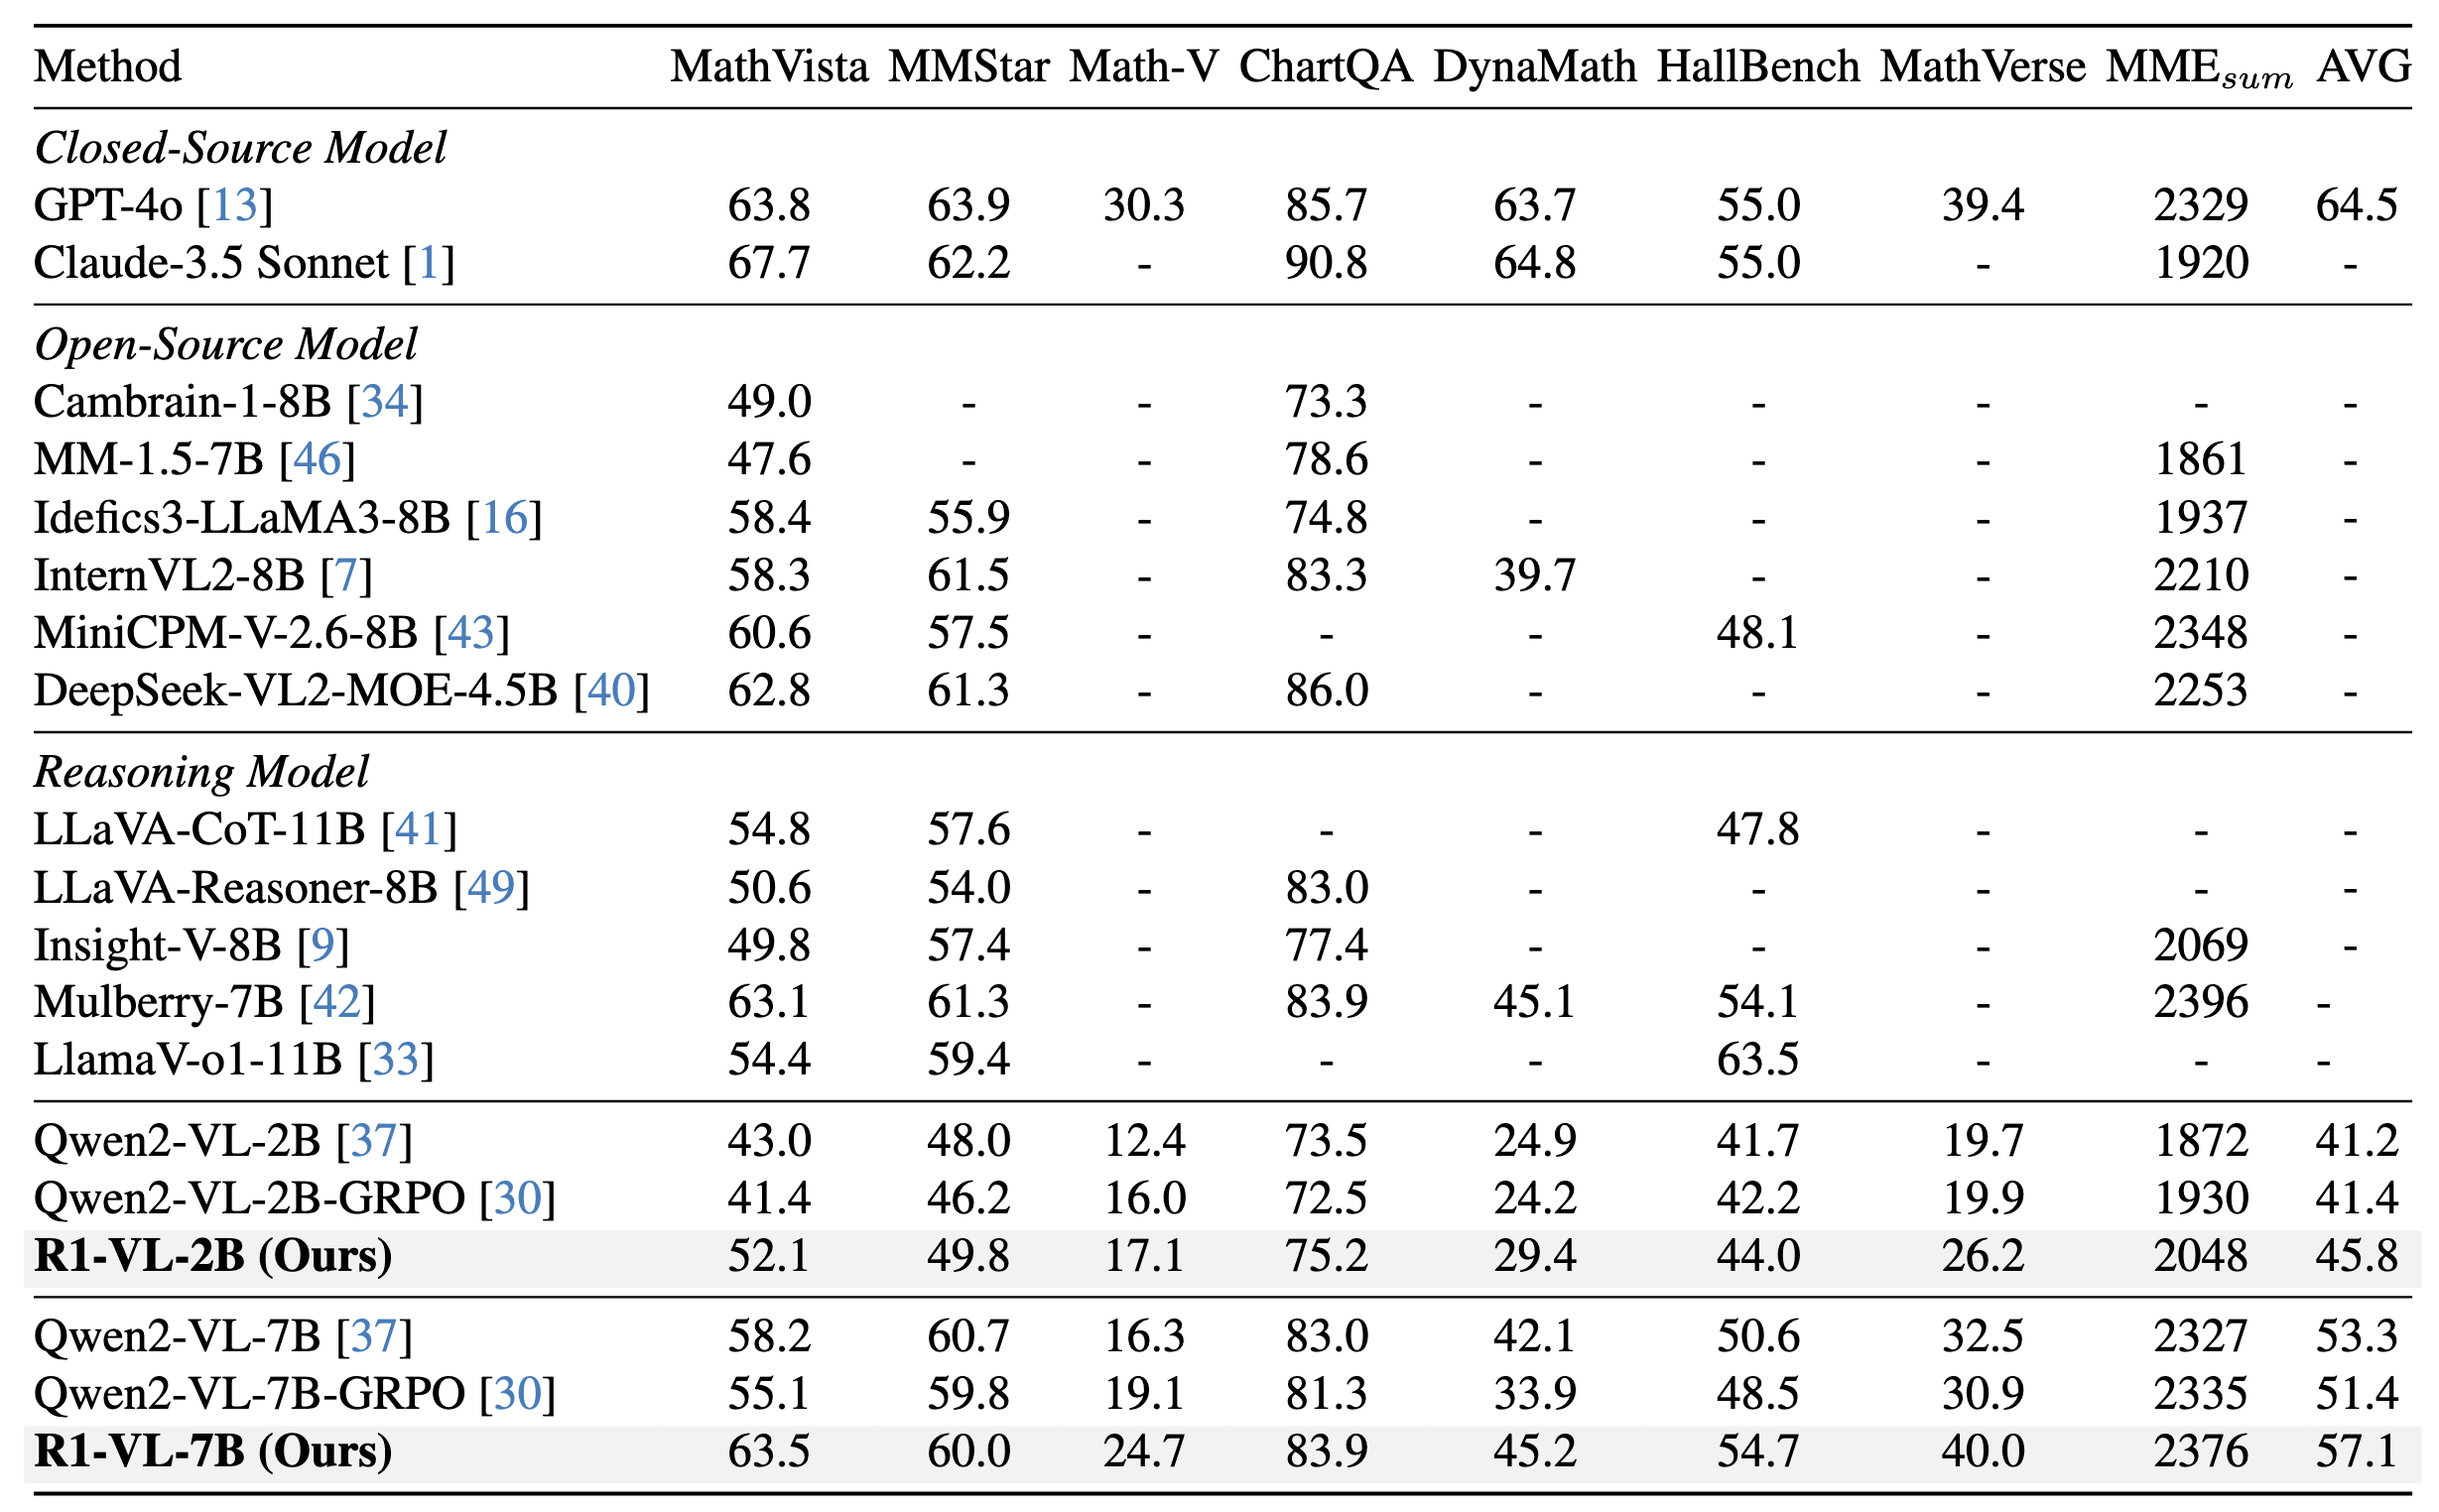 Method MathVista MMStar Math-V ChartQA DynaMath HallBench MathVerse MMEsum AVG
Closed-Source Model
GPT-4o [13] 63.8 63.9 30.3 85.7 63.7 55.0 39.4 2329 64.5
Claude-3.5 Sonnet [1] 67.7 62.2 - 90.8 64.8 55.0 - 1920 -
Open-Source Model
Cambrain-1-8B [34] 49.0 - - 73.3 - - - - -
MM-1.5-7B [46] 47.6 - - 78.6 - - - 1861 -
Idefics3-LLaMA3-8B [16] 58.4 55.9 - 74.8 - - - 1937 -
InternVL2-8B [7] 58.3 61.5 - 83.3 39.7 - - 2210 -
MiniCPM-V-2.6-8B [43] 60.6 57.5 - - - 48.1 - 2348 -
DeepSeek-VL2-MOE-4.5B [40] 62.8 61.3 - 86.0 - - - 2253 -
Reasoning Model
LLaVA-CoT-11B [41] 54.8 57.6 - - - 47.8 - - -
LLaVA-Reasoner-8B [49] 50.6 54.0 - 83.0 - - - - -
Insight-V-8B [9] 49.8 57.4 - 77.4 - - - 2069 -
Mulberry-7B [42] 63.1 61.3 - 83.9 45.1 54.1 - 2396 -
LlamaV-o1-11B [33] 54.4 59.4 - - - 63.5 - - -
Qwen2-VL-2B [37] 43.0 48.0 12.4 73.5 24.9 41.7 19.7 1872 41.2
Qwen2-VL-2B-GRPO [30] 41.4 46.2 16.0 72.5 24.2 42.2 19.9 1930 41.4
R1-VL-2B (Ours) 52.1 49.8 17.1 75.2 29.4 44.0 26.2 2048 45.8
Qwen2-VL-7B [37] 58.2 60.7 16.3 83.0 42.1 50.6 32.5 2327 53.3
Qwen2-VL-7B-GRPO [30] 55.1 59.8 19.1 81.3 33.9 48.5 30.9 2335 51.4
R1-VL-7B (Ours) 63.5 60.0 24.7 83.9 45.2 54.7 40.0 2376 57.1